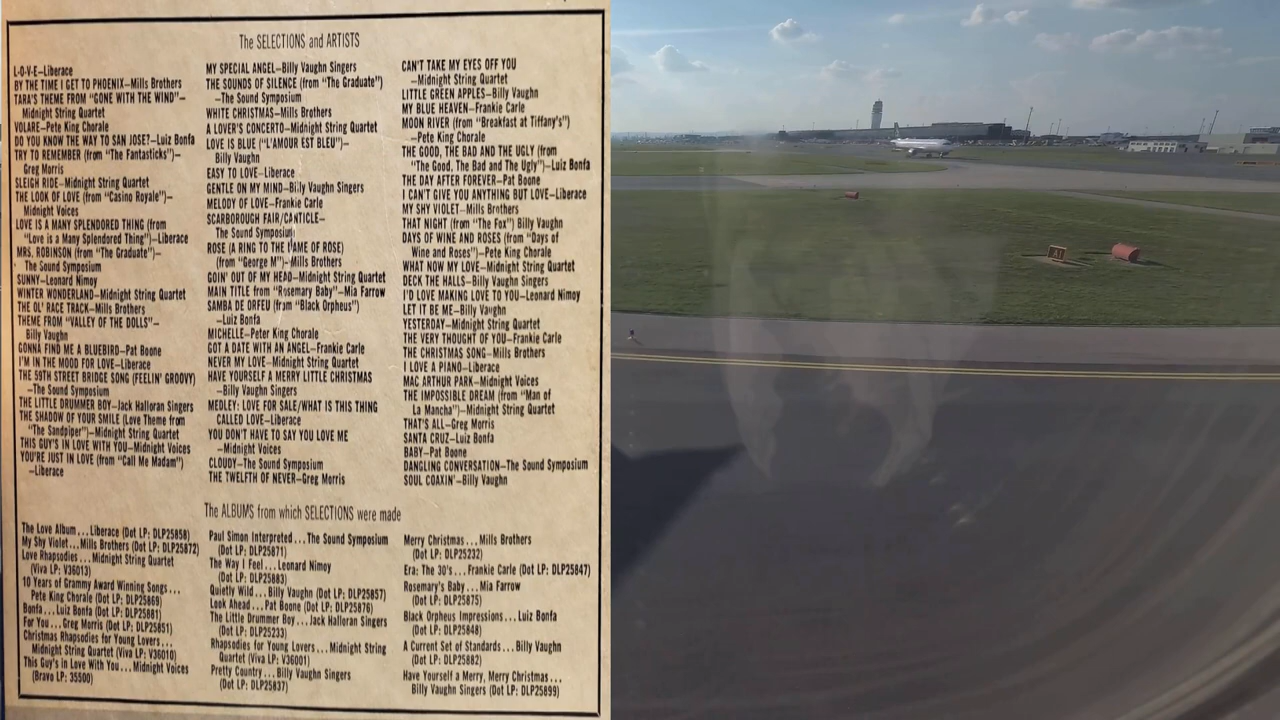 The SELECTIONS and ARTISTS
L-O-V-E–Liberace
BY THE TIME I GET TO PHOENIX–Mills Brothers
TARA'S THEME FROM "GONE WITH THE WIND"–
Midnight String Quartet
VOLARE–Pete King Chorale
DO YOU KNOW THE WAY TO SAN JOSE?–Luiz Bonfa
TRY TO REMEMBER (from "The Fantasticks")–
Greg Morris
SLEIGH RIDE–Midnight String Quartet
THE LOOK OF LOVE (from "Casino Royale")–
Midnight Voices
LOVE IS A MANY SPLENDORED THING (from
"Love is a Many Splendored Thing")–Liberace
MRS. ROBINSON (from "The Graduate")–
The Sound Symposium
SUNNY–Leonard Nimoy
WINTER WONDERLAND–Midnight String Quartet
THE OL' RACE TRACK–Mills Brothers
THEME FROM "VALLEY OF THE DOLLS"–
Billy Vaughn
GONNA FIND ME A BLUEBIRD–Pat Boone
I'M IN THE MOOD FOR LOVE–Liberace
THE 59TH STREET BRIDGE SONG (FEELIN' GROOVY)
–The Sound Symposium
THE LITTLE DRUMMER BOY–Jack Halloran Singers
THE SHADOW OF YOUR SMILE (Love Theme from
"The Sandpiper")–Midnight String Quartet
THIS GUY'S IN LOVE WITH YOU–Midnight Voices
YOU'RE JUST IN LOVE (from "Call Me Madam")
–Liberace
MY SPECIAL ANGEL–Billy Vaughn Singers
THE SOUNDS OF SILENCE (from "The Graduate")
–The Sound Symposium
WHITE CHRISTMAS–Mills Brothers
A LOVER'S CONCERTO–Midnight String Quartet
LOVE IS BLUE ("L'AMOUR EST BLEU")–
Billy Vaughn
EASY TO LOVE–Liberace
GENTLE ON MY MIND–Billy Vaughn Singers
MELODY OF LOVE–Frankie Carle
SCARBOROUGH FAIR/CANTICLE–
The Sound Symposium
ROSE (A RING TO THE NAME OF ROSE)
(from "George M")–Mills Brothers
GOIN' OUT OF MY HEAD–Midnight String Quartet
MAIN TITLE from "Rosemary Baby"–Mia Farrow
SAMBA DE ORFEU (from "Black Orpheus")
–Luiz Bonfa
MICHELLE–Peter King Chorale
GOT A DATE WITH AN ANGEL–Frankie Carle
NEVER MY LOVE–Midnight String Quartet
HAVE YOURSELF A MERRY LITTLE CHRISTMAS
–Billy Vaughn Singers
MEDLEY: LOVE FOR SALE/WHAT IS THIS THING
CALLED LOVE–Liberace
YOU DON'T HAVE TO SAY YOU LOVE ME
–Midnight Voices
CLOUDY–The Sound Symposium
THE TWELFTH OF NEVER–Greg Morris
CAN'T TAKE MY EYES OFF YOU
–Midnight String Quartet
LITTLE GREEN APPLES–Billy Vaughn
MY BLUE HEAVEN–Frankie Carle
MOON RIVER (from "Breakfast at Tiffany's")
–Pete King Chorale
THE GOOD, THE BAD AND THE UGLY (from
"The Good, The Bad and The Ugly")–Luiz Bonfa
THE DAY AFTER FOREVER–Pat Boone
I CAN'T GIVE YOU ANYTHING BUT LOVE–Liberace
MY SHY VIOLET–Mills Brothers
THAT NIGHT (from "The Fox") Billy Vaughn
DAYS OF WINE AND ROSES (from "Days of
Wine and Roses")–Pete King Chorale
WHAT NOW MY LOVE–Midnight String Quartet
DECK THE HALLS–Billy Vaughn Singers
I'D LOVE MAKING LOVE TO YOU–Leonard Nimoy
LET IT BE ME–Billy Vaughn
YESTERDAY–Midnight String Quartet
THE VERY THOUGHT OF YOU–Frankie Carle
THE CHRISTMAS SONG–Mills Brothers
I LOVE A PIANO–Liberace
MAC ARTHUR PARK–Midnight Voices
THE IMPOSSIBLE DREAM (from "Man of
La Mancha")–Midnight String Quartet
THAT'S ALL–Greg Morris
SANTA CRUZ–Luiz Bonfa
BABY–Pat Boone
DANGLING CONVERSATION–The Sound Symposium
SOUL COAXIN'–Billy Vaughn
The ALBUMS from which SELECTIONS were made
The Love Album . . . Liberace (Dot LP: DLP25858)
My Shy Violet . . . Mills Brothers (Dot LP: DLP25872)
Love Rhapsodies . . . Midnight String Quartet
(Viva LP: V36013)
10 Years of Grammy Award Winning Songs . . .
Pete King Chorale (Dot LP: DLP25869)
Bonfa . . . Luiz Bonfa (Dot LP: DLP25881)
For You . . . Greg Morris (Dot LP: DLP25851)
Christmas Rhapsodies for Young Lovers . . .
Midnight String Quartet (Viva LP: V36010)
This Guy's in Love With You . . . Midnight Voices
(Bravo LP: 35500)
Paul Simon Interpreted . . . The Sound Symposium
(Dot LP: DLP25871)
The Way I Feel . . . Leonard Nimoy
(Dot LP: DLP25883)
Quietly Wild . . . Billy Vaughn (Dot LP: DLP25857)
Look Ahead . . . Pat Boone (Dot LP: DLP25876)
The Little Drummer Boy . . . Jack Halloran Singers
(Dot LP: DLP25233)
Rhapsodies for Young Lovers . . . Midnight String
Quartet (Viva LP: V36001)
Pretty Country . . . Billy Vaughn Singers
(Dot LP: DLP25837)
Merry Christmas . . . Mills Brothers
(Dot LP: DLP25232)
Era: The 30's . . . Frankie Carle (Dot LP: DLP25847)
Rosemary's Baby . . . Mia Farrow
(Dot LP: DLP25875)
Black Orpheus Impressions . . . Luiz Bonfa
(Dot LP: DLP25848)
A Current Set of Standards . . . Billy Vaughn
(Dot LP: DLP25882)
Have Yourself a Merry, Merry Christmas . . .
Billy Vaughn Singers (Dot LP: DLP25899)
A1